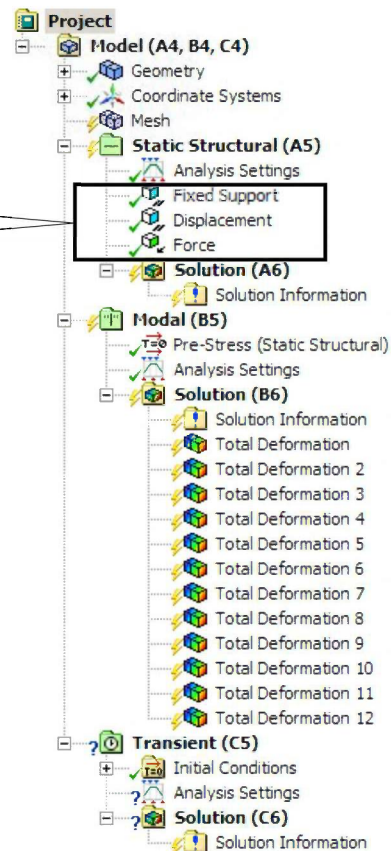 Project
Model (A4, B4, C4)
Geometry
Coordinate Systems
Mesh
Static Structural (A5)
Analysis Settings
Fixed Support
Displacement
Force
Solution (A6)
Solution Information
Modal (B5)
T=0 Pre-Stress (Static Structural)
Analysis Settings
Solution (B6)
Solution Information
Total Deformation
Total Deformation 2
Total Deformation 3
Total Deformation 4
Total Deformation 5
Total Deformation 6
Total Deformation 7
Total Deformation 8
Total Deformation 9
Total Deformation 10
Total Deformation 11
Total Deformation 12
? Transient (C5)
T=0 Initial Conditions
? Analysis Settings
? Solution (C6)
Solution Information